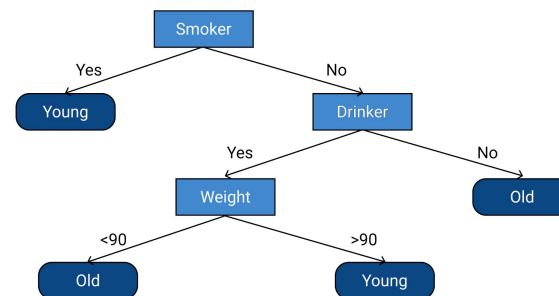 Smoker
Yes
No
Young
Drinker
Yes
No
Weight
Old
<90
>90
Old
Young